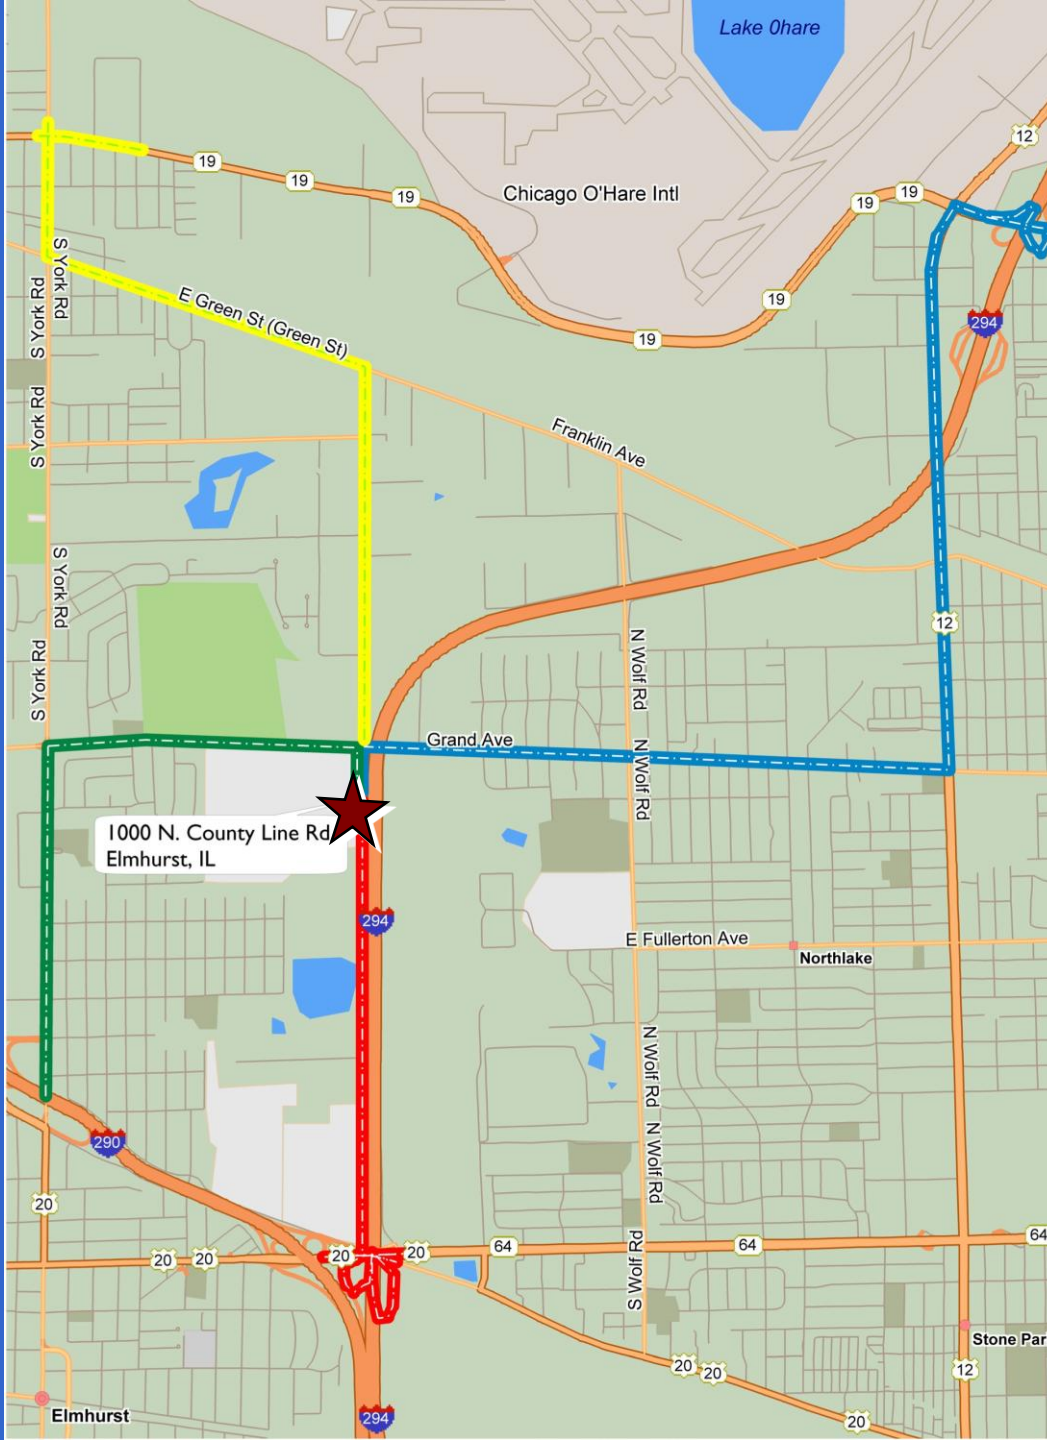 Lake 0hare
12
19
19
19
Chicago O'Hare Intl
19
19
S York Rd
S York Rd
E Green St (Green St)
19
294
19
S York Rd
Franklin Ave
S York Rd
12
N Wolf Rd
S York Rd
Grand Ave
N Wolf Rd
1000 N. County Line Rd
Elmhurst, IL
294
E Fullerton Ave
Northlake
N Wolf Rd
290
N Wolf Rd
20
20
20
20
20
64
64
64
S Wolf Rd
Stone Par
20
20
12
294
Elmhurst
20